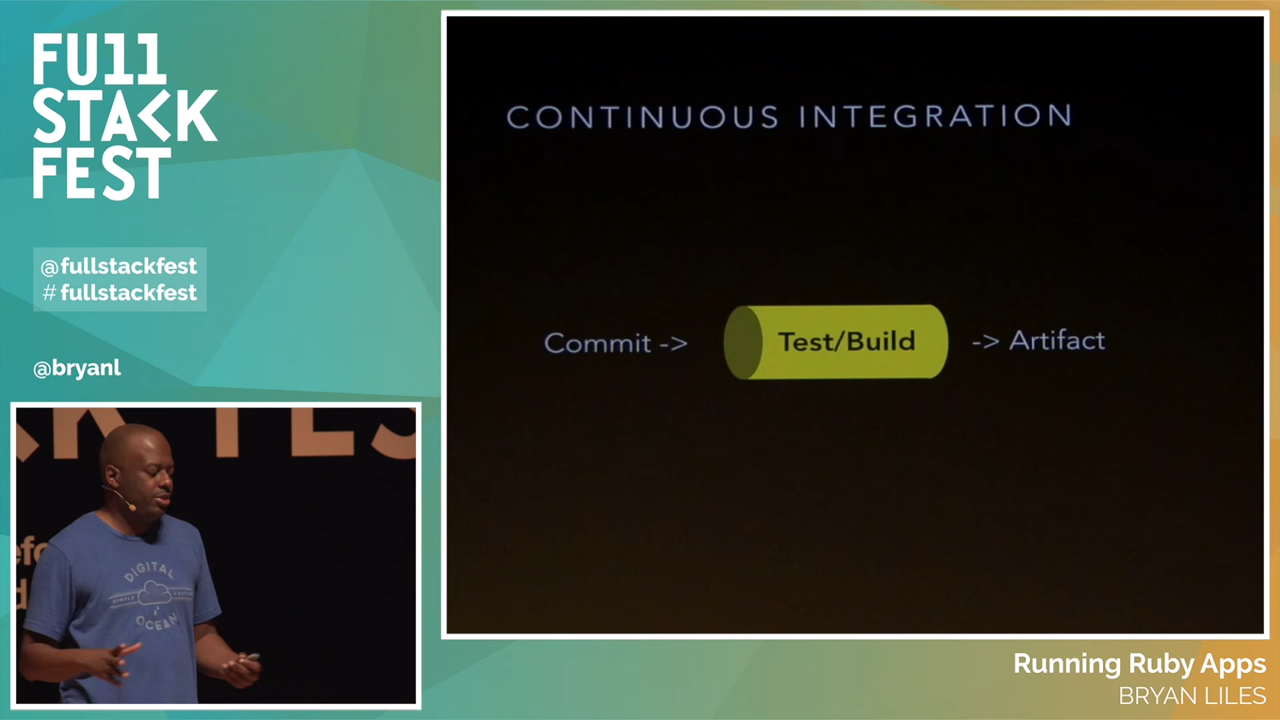 FULL
STACK
FEST
@fullstackfest
# fullstackfest
@bryanl
CONTINUOUS INTEGRATION
Commit ->
Test/Build
-> Artifact
DIGITAL
OCEAN
Running Ruby Apps
BRYAN LILES